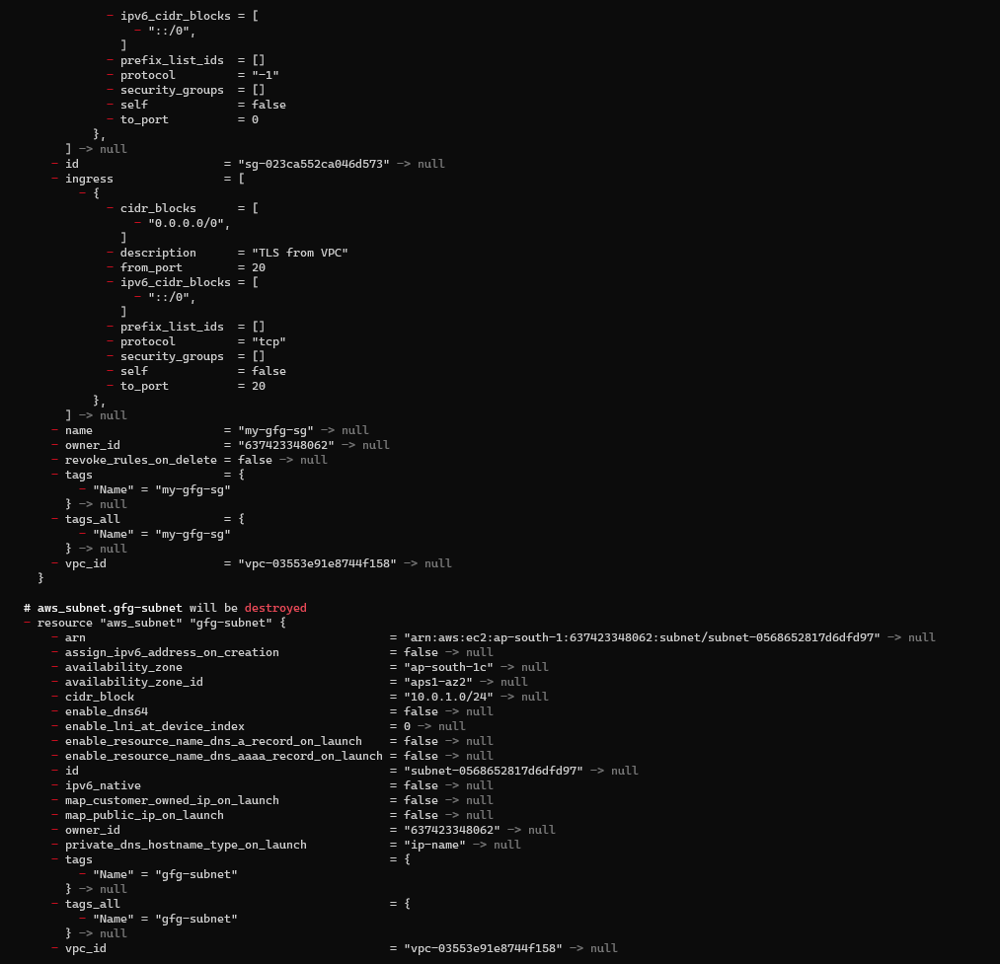 - ipv6_cidr_blocks = [
- "::/0",
]
- prefix_list_ids = []
- protocol = "-1"
- security_groups = []
- self = false
- to_port = 0
},
] -> null
- id = "sg-023ca552ca046d573" -> null
- ingress = [
- {
- cidr_blocks = [
- "0.0.0.0/0",
]
- description = "TLS from VPC"
- from_port = 20
- ipv6_cidr_blocks = [
- "::/0",
]
- prefix_list_ids = []
- protocol = "tcp"
- security_groups = []
- self = false
- to_port = 20
},
] -> null
- name = "my-gfg-sg" -> null
- owner_id = "637423348062" -> null
- revoke_rules_on_delete = false -> null
- tags = {
- "Name" = "my-gfg-sg"
} -> null
- tags_all = {
- "Name" = "my-gfg-sg"
} -> null
- vpc_id = "vpc-03553e91e8744f158" -> null
}
# aws_subnet.gfg-subnet will be destroyed
- resource "aws_subnet" "gfg-subnet" {
- arn = "arn:aws:ec2:ap-south-1:637423348062:subnet/subnet-0568652817d6dfd97" -> null
- assign_ipv6_address_on_creation = false -> null
- availability_zone = "ap-south-1c" -> null
- availability_zone_id = "aps1-az2" -> null
- cidr_block = "10.0.1.0/24" -> null
- enable_dns64 = false -> null
- enable_lni_at_device_index = 0 -> null
- enable_resource_name_dns_a_record_on_launch = false -> null
- enable_resource_name_dns_aaaa_record_on_launch = false -> null
- id = "subnet-0568652817d6dfd97" -> null
- ipv6_native = false -> null
- map_customer_owned_ip_on_launch = false -> null
- map_public_ip_on_launch = false -> null
- owner_id = "637423348062" -> null
- private_dns_hostname_type_on_launch = "ip-name" -> null
- tags = {
- "Name" = "gfg-subnet"
} -> null
- tags_all = {
- "Name" = "gfg-subnet"
} -> null
- vpc_id = "vpc-03553e91e8744f158" -> null